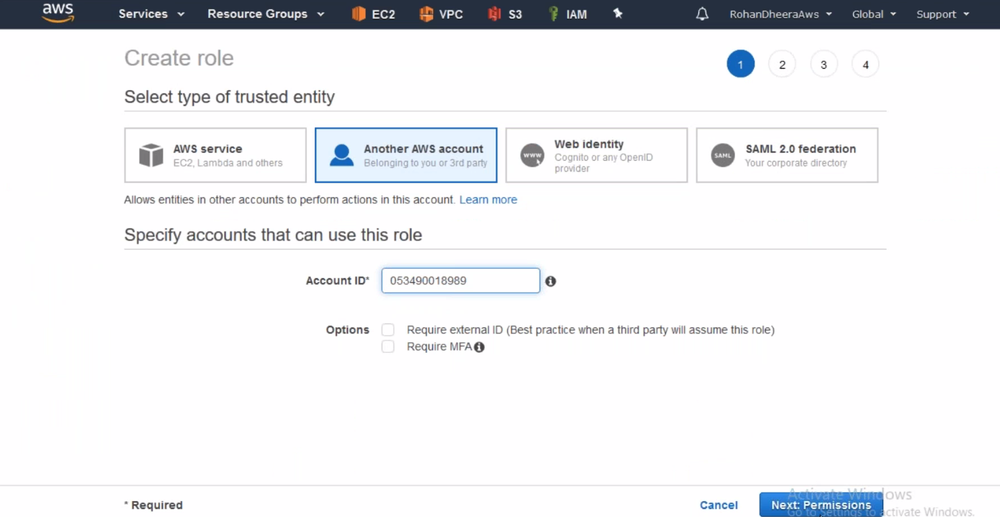 aws Services Resource Groups EC2 VPC S3 IAM RohanDheeraAws Global Support
Create role
1 2 3 4
Select type of trusted entity
AWS service
EC2, Lambda and others
Another AWS account
Belonging to you or 3rd party
www
Web identity
Cognito or any OpenID
provider
SAML
SAML 2.0 federation
Your corporate directory
Allows entities in other accounts to perform actions in this account. Learn more
Specify accounts that can use this role
Account ID* 053490018989
Options Require external ID (Best practice when a third party will assume this role)
Require MFA
Activate Windows
* Required Cancel Next: Permissions
Go to Settings to activate Windows.